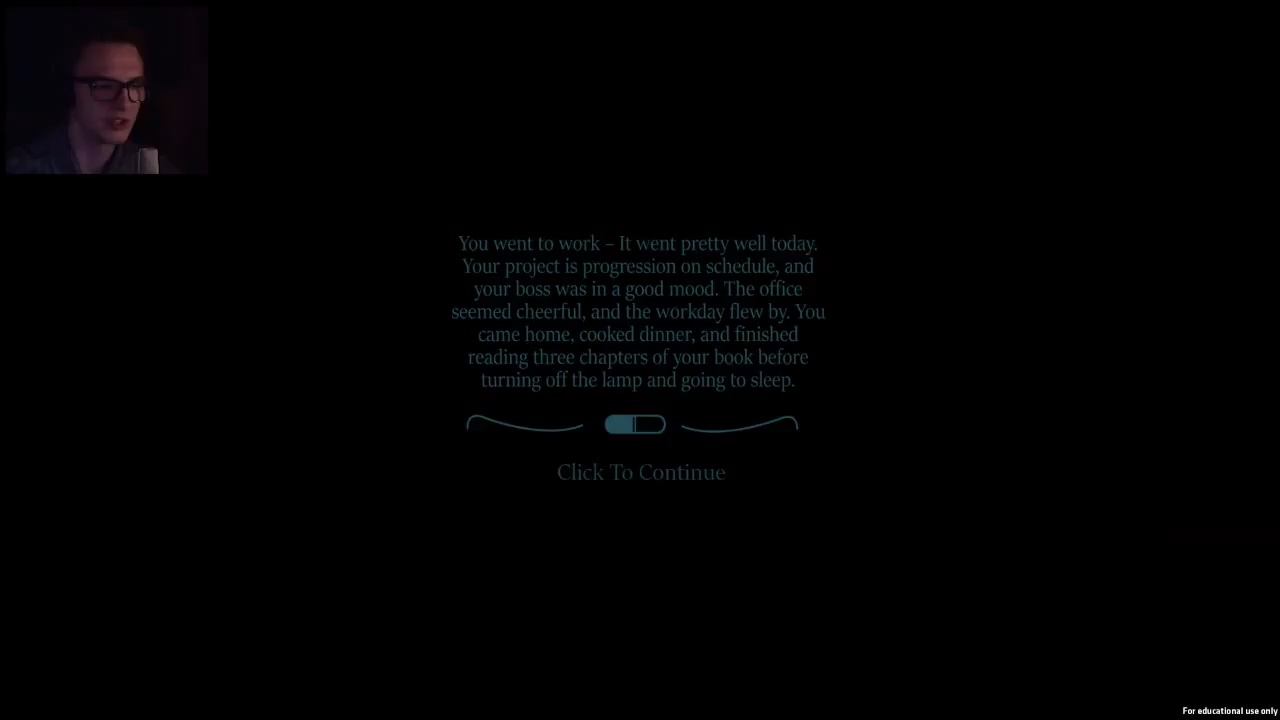 You went to work – It went pretty well today.
Your project is progression on schedule, and
your boss was in a good mood. The office
seemed cheerful, and the workday flew by. You
came home, cooked dinner, and finished
reading three chapters of your book before
turning off the lamp and going to sleep.
Click To Continue
For educational use only